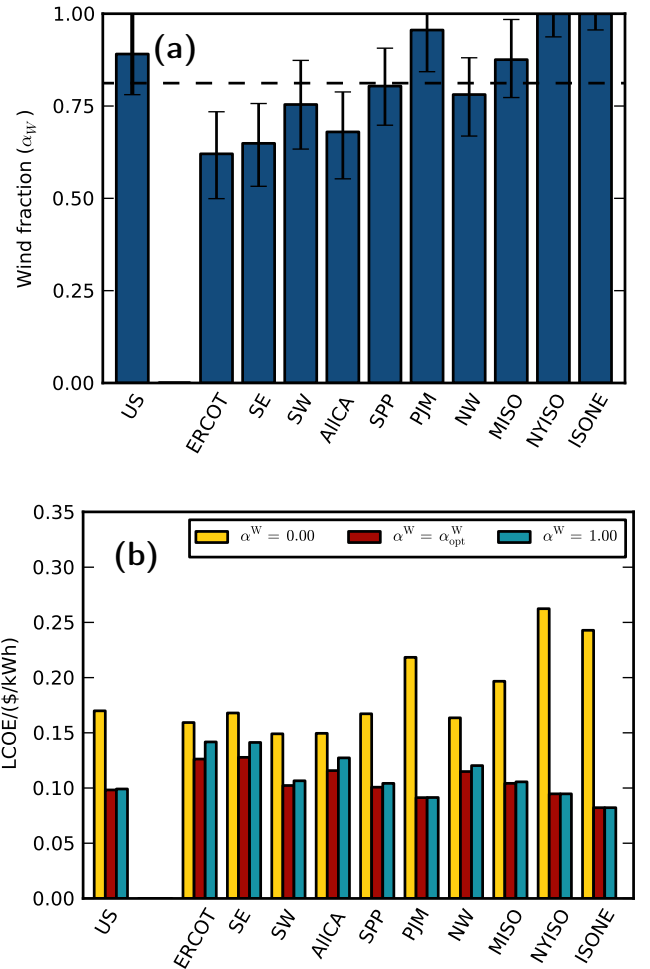 1.00
(a)
0.75
0.50
0.25
0.00
Wind fraction (α_W)
US ERCOT SE SW AllCA SPP PJM NW MISO NYISO ISONE
0.35
α^W = 0.00 α^W = α^W_opt α^W = 1.00
(b)
0.30
0.25
0.20
0.15
0.10
0.05
0.00
LCOE/($/kWh)
US ERCOT SE SW AllCA SPP PJM NW MISO NYISO ISONE